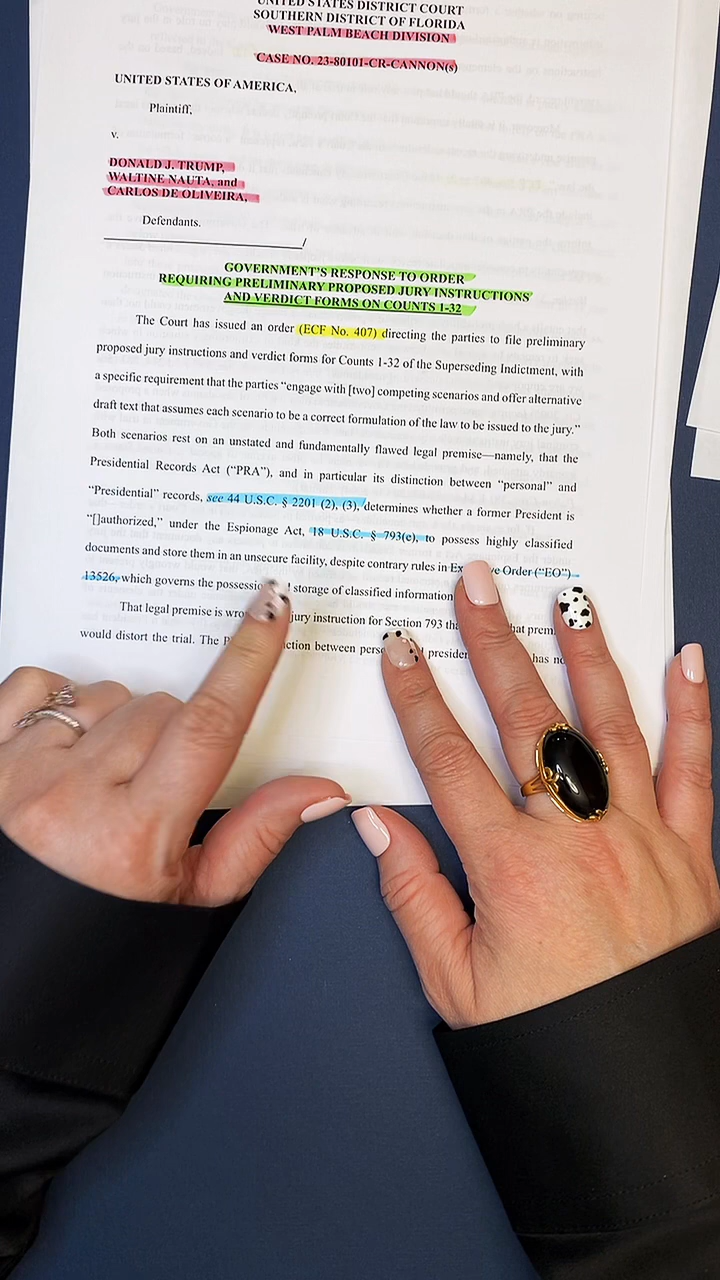 UNITED STATES DISTRICT COURT
SOUTHERN DISTRICT OF FLORIDA
WEST PALM BEACH DIVISION
CASE NO. 23-80101-CR-CANNON(s)
UNITED STATES OF AMERICA,
Plaintiff,
v.
DONALD J. TRUMP,
WALTINE NAUTA, and
CARLOS DE OLIVEIRA,
Defendants.
/
GOVERNMENT'S RESPONSE TO ORDER
REQUIRING PRELIMINARY PROPOSED JURY INSTRUCTIONS
AND VERDICT FORMS ON COUNTS 1-32
The Court has issued an order (ECF No. 407) directing the parties to file preliminary
proposed jury instructions and verdict forms for Counts 1-32 of the Superseding Indictment, with
a specific requirement that the parties “engage with [two] competing scenarios and offer alternative
draft text that assumes each scenario to be a correct formulation of the law to be issued to the jury.”
Both scenarios rest on an unstated and fundamentally flawed legal premise—namely, that the
Presidential Records Act (“PRA”), and in particular its distinction between “personal” and
“Presidential” records, see 44 U.S.C. § 2201 (2), (3), determines whether a former President is
“[]authorized,” under the Espionage Act, 18 U.S.C. § 793(e), to possess highly classified
documents and store them in an unsecure facility, despite contrary rules in Order (“EO”)
13526, which governs the storage of classified information
That legal premise is jury instruction for Section 793
would distort the trial. The between has